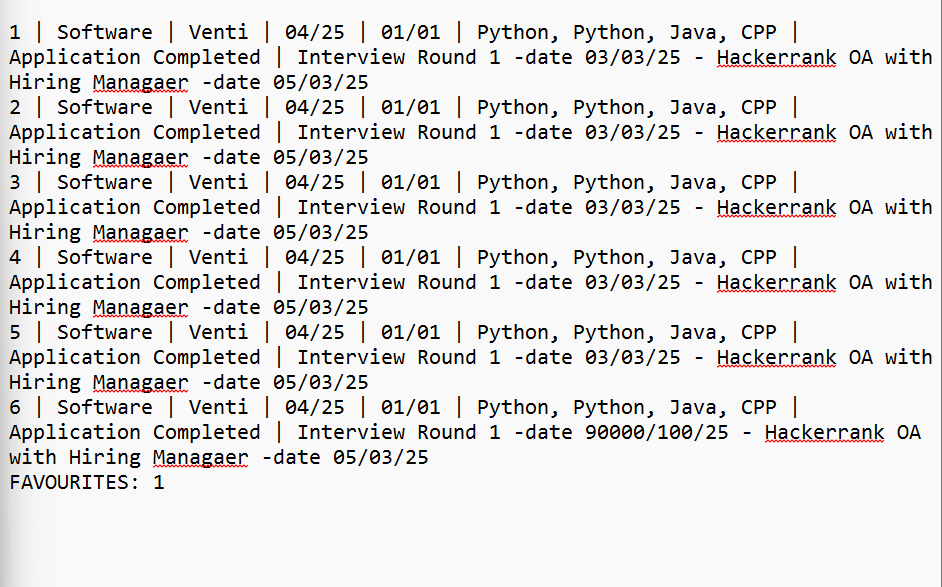 1 | Software | Venti | 04/25 | 01/01 | Python, Python, Java, CPP |
Application Completed | Interview Round 1 -date 03/03/25 - Hackerrank OA with
Hiring Managaer -date 05/03/25
2 | Software | Venti | 04/25 | 01/01 | Python, Python, Java, CPP |
Application Completed | Interview Round 1 -date 03/03/25 - Hackerrank OA with
Hiring Managaer -date 05/03/25
3 | Software | Venti | 04/25 | 01/01 | Python, Python, Java, CPP |
Application Completed | Interview Round 1 -date 03/03/25 - Hackerrank OA with
Hiring Managaer -date 05/03/25
4 | Software | Venti | 04/25 | 01/01 | Python, Python, Java, CPP |
Application Completed | Interview Round 1 -date 03/03/25 - Hackerrank OA with
Hiring Managaer -date 05/03/25
5 | Software | Venti | 04/25 | 01/01 | Python, Python, Java, CPP |
Application Completed | Interview Round 1 -date 03/03/25 - Hackerrank OA with
Hiring Managaer -date 05/03/25
6 | Software | Venti | 04/25 | 01/01 | Python, Python, Java, CPP |
Application Completed | Interview Round 1 -date 90000/100/25 - Hackerrank OA
with Hiring Managaer -date 05/03/25
FAVOURITES: 1